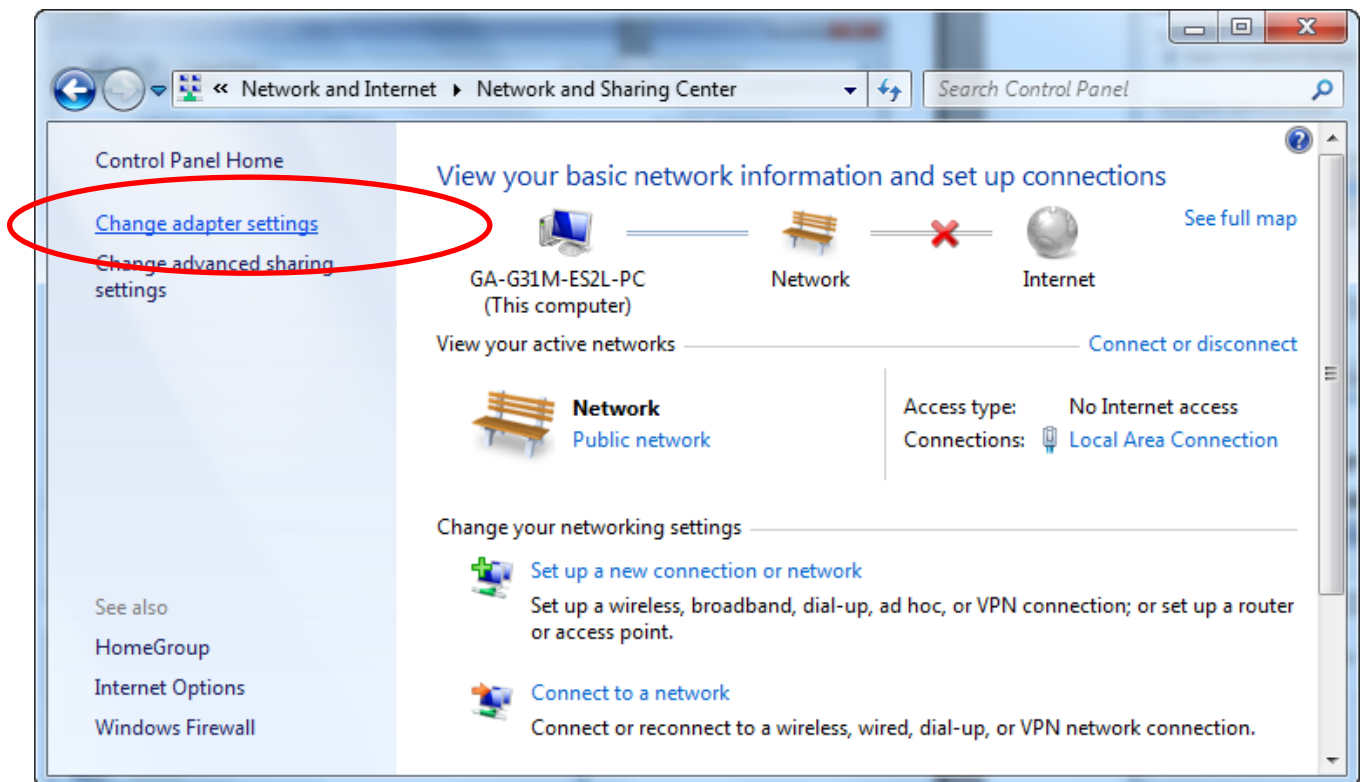 « Network and Internet ▸ Network and Sharing Center
Search Control Panel
Control Panel Home
Change adapter settings
Change advanced sharing
settings
See also
HomeGroup
Internet Options
Windows Firewall
View your basic network information and set up connections
See full map
GA-G31M-ES2L-PC
(This computer)
Network
Internet
View your active networks
Connect or disconnect
Network
Public network
Access type: No Internet access
Connections: Local Area Connection
Change your networking settings
Set up a new connection or network
Set up a wireless, broadband, dial-up, ad hoc, or VPN connection; or set up a router
or access point.
Connect to a network
Connect or reconnect to a wireless, wired, dial-up, or VPN network connection.